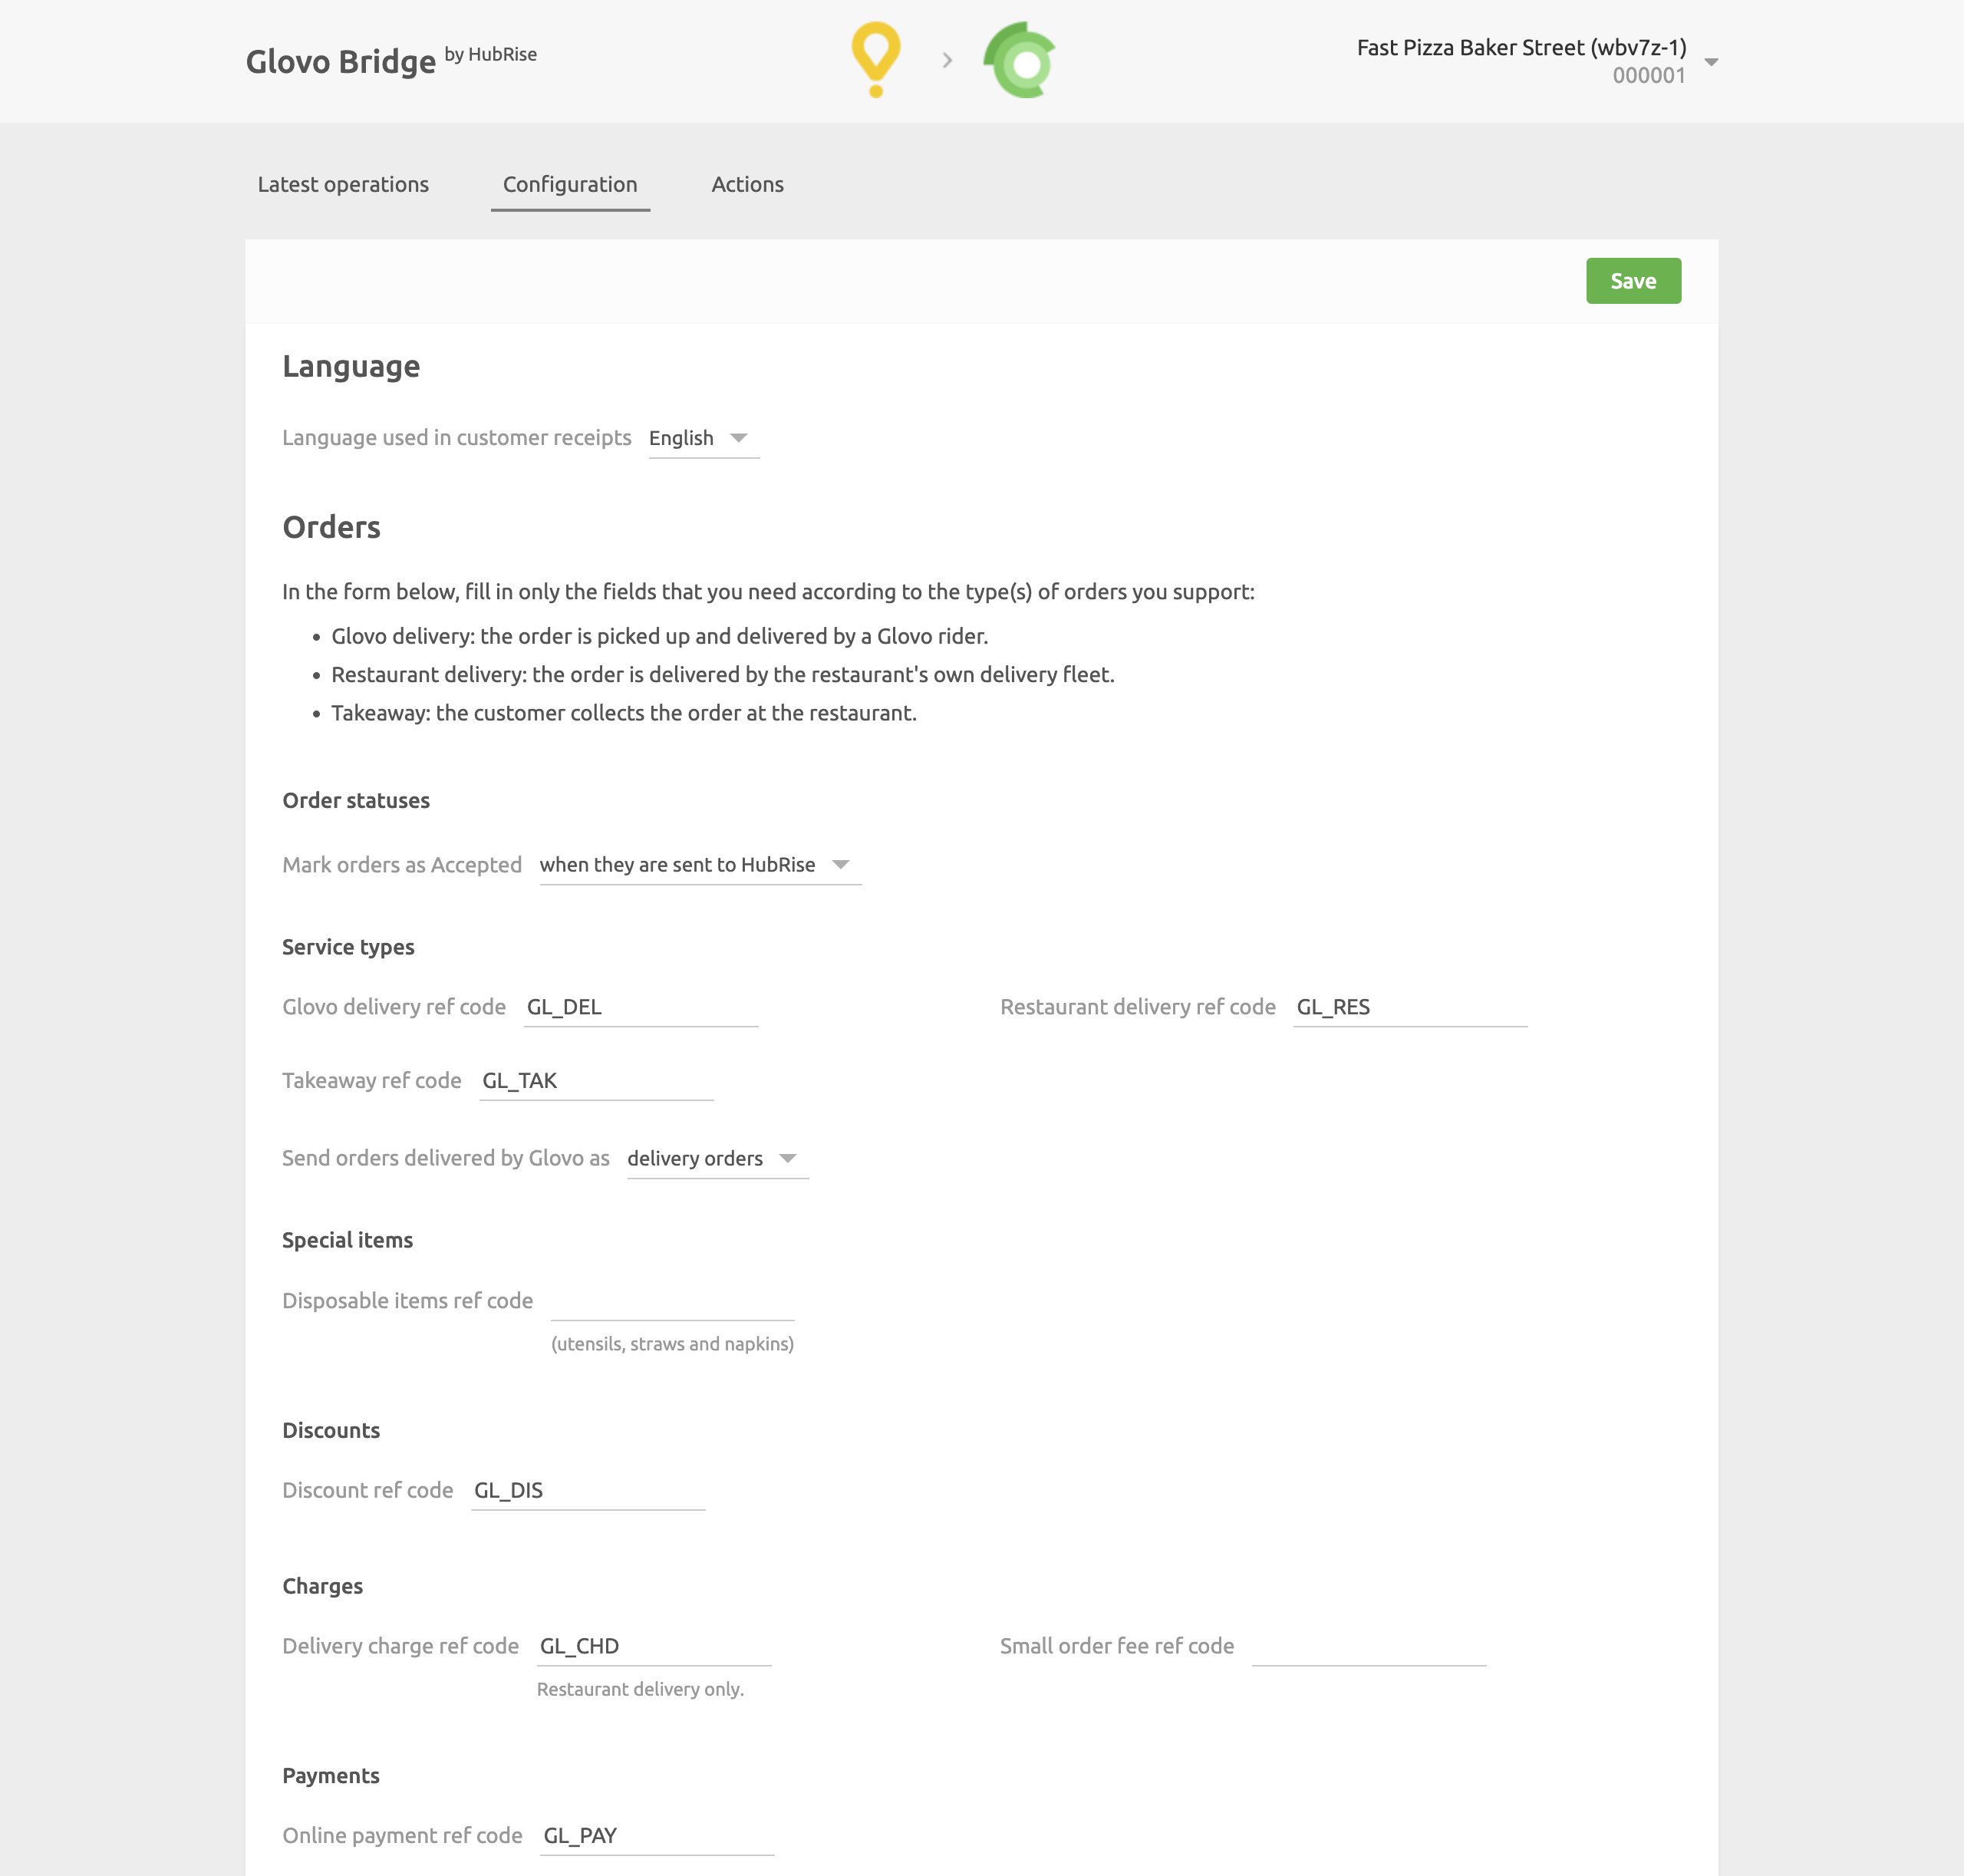 Glovo Bridge by HubRise
Fast Pizza Baker Street (wbv7z-1)
000001
Latest operations
Configuration
Actions
Save
Language
Language used in customer receipts English
Orders
In the form below, fill in only the fields that you need according to the type(s) of orders you support:
• Glovo delivery: the order is picked up and delivered by a Glovo rider.
• Restaurant delivery: the order is delivered by the restaurant's own delivery fleet.
• Takeaway: the customer collects the order at the restaurant.
Order statuses
Mark orders as Accepted when they are sent to HubRise
Service types
Glovo delivery ref code GL_DEL
Restaurant delivery ref code GL_RES
Takeaway ref code GL_TAK
Send orders delivered by Glovo as delivery orders
Special items
Disposable items ref code
(utensils, straws and napkins)
Discounts
Discount ref code GL_DIS
Charges
Delivery charge ref code GL_CHD
Restaurant delivery only.
Small order fee ref code
Payments
Online payment ref code GL_PAY